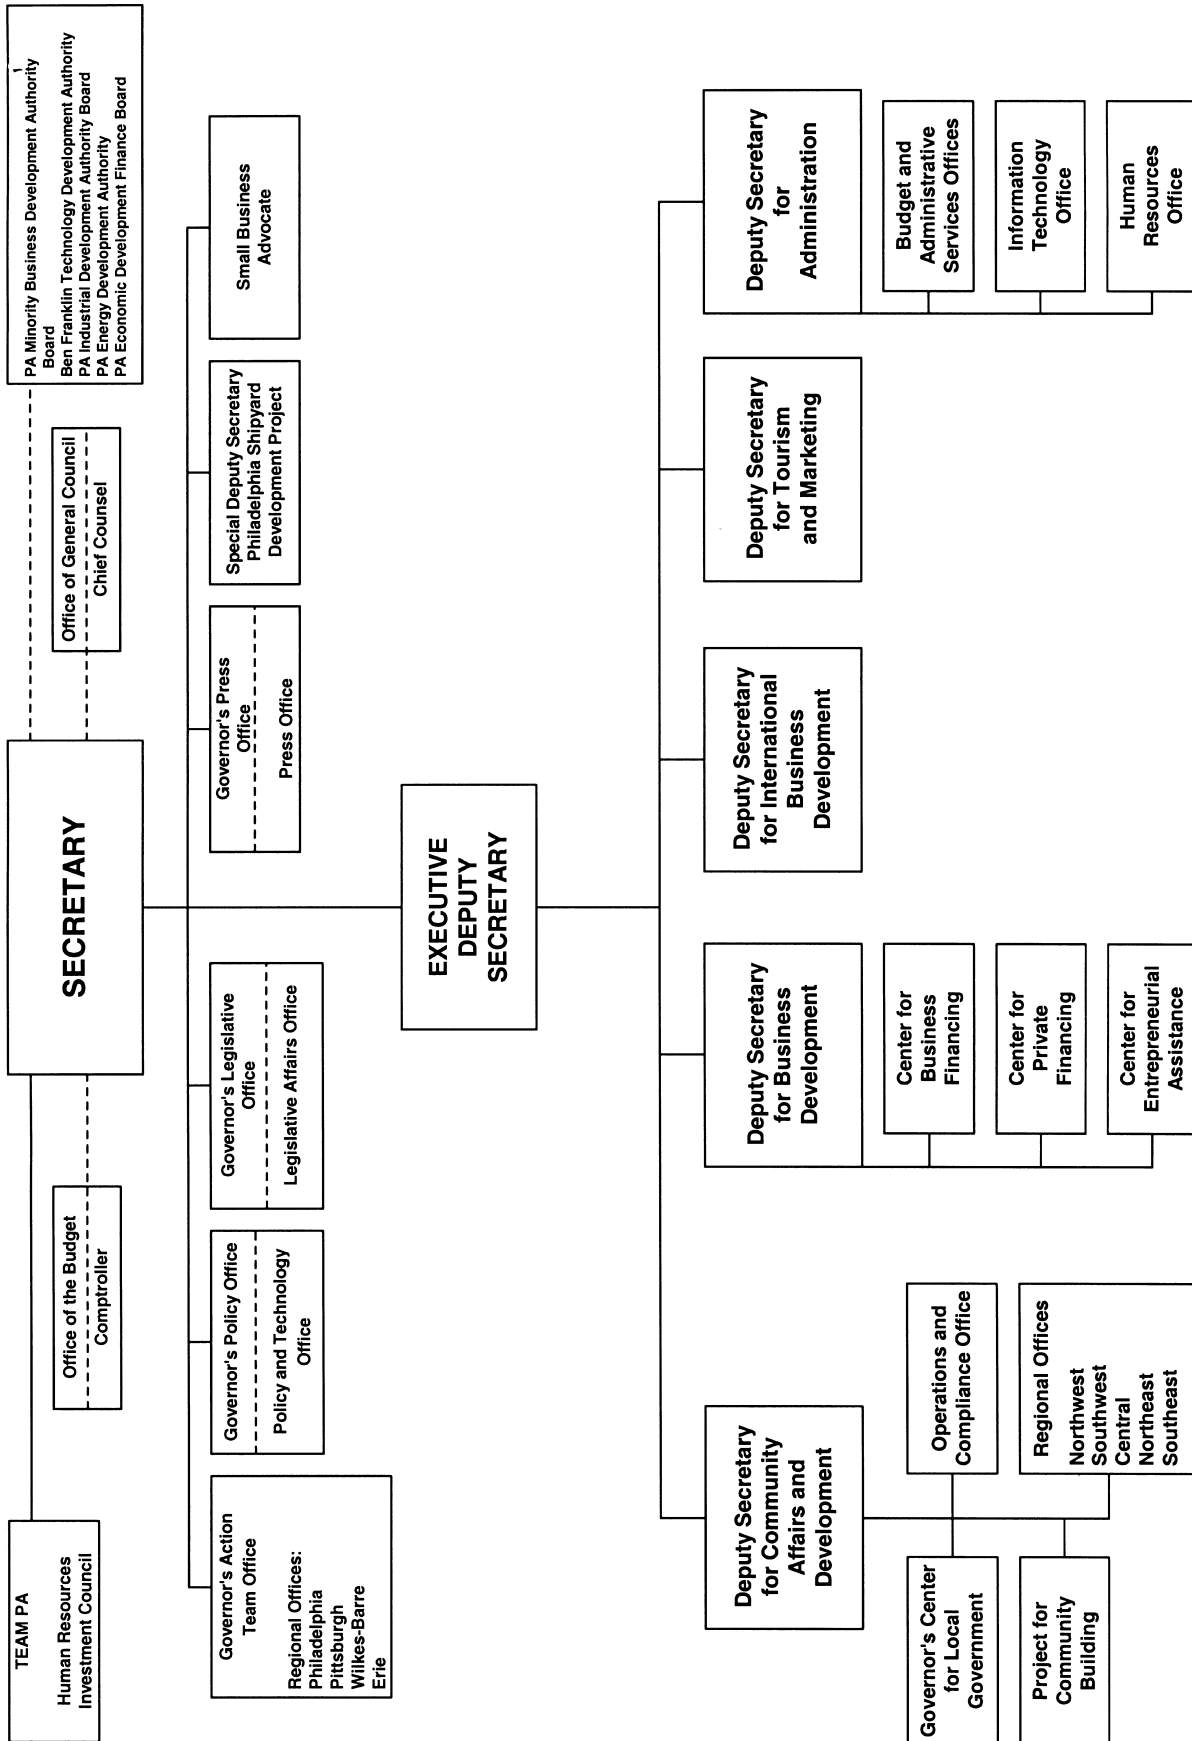 TEAM PA
Human Resources
Investment Council
Office of the Budget
Comptroller
SECRETARY
Office of General Council
Chief Counsel
PA Minority Business Development Authority
Board
Ben Franklin Technology Development Authority
PA Industrial Development Authority Board
PA Energy Development Authority
PA Economic Development Finance Board
Governor's Action
Team Office
Regional Offices:
Philadelphia
Pittsburgh
Wilkes-Barre
Erie
Governor's Policy Office
Policy and Technology
Office
Governor's Legislative
Office
Legislative Affairs Office
Governor's Press
Office
Press Office
Special Deputy Secretary
Philadelphia Shipyard
Development Project
Small Business
Advocate
EXECUTIVE
DEPUTY
SECRETARY
Deputy Secretary
for Community
Affairs and
Development
Governor's Center
for Local
Government
Operations and
Compliance Office
Project for
Community
Building
Regional Offices
Northwest
Southwest
Central
Northeast
Southeast
Deputy Secretary
for Business
Development
Center for
Business
Financing
Center for
Private
Financing
Center for
Entrepreneurial
Assistance
Deputy Secretary
for International
Business
Development
Deputy Secretary
for Tourism
and Marketing
Deputy Secretary
for
Administration
Budget and
Administrative
Services Offices
Information
Technology
Office
Human
Resources
Office